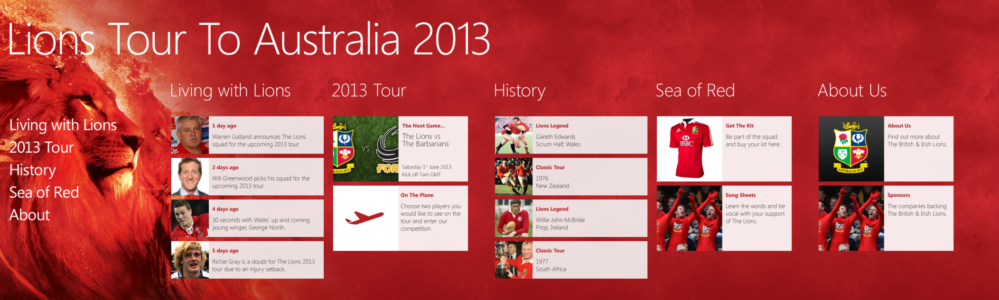 Lions Tour To Australia 2013
Living with Lions
2013 Tour
History
Sea of Red
About
Living with Lions
1 day ago
Warren Gatland announces The Lions
squad for the upcoming 2013 tour.
2 days ago
Will Greenwood picks his squad for the
upcoming 2013 tour.
4 days ago
30 seconds with Wales' up and coming
young winger, George North.
5 days ago
Richie Gray is a doubt for The Lions 2013
tour due to an injury setback.
2013 Tour
RALIA 2013
VS
FOR
The Next Game...
The Lions vs
The Barbarians
Saturday 1st June 2013
Kick off 7am GMT
On The Plane
Choose two players you
would like to see on the
tour and enter our
competition
History
Lions Legend
Gareth Edwards
Scrum Half, Wales.
Classic Tour
1976
New Zealand
Lions Legend
Willie John McBride
Prop, Ireland
Classic Tour
1977
South Africa
Sea of Red
HSBC
Get The Kit
Be part of the squad
and buy your kit here.
Song Sheets
Learn the words and be
vocal with your support
of The Lions.
About Us
AUSTRALIA 2013
About Us
Find out more about
The British & Irish Lions.
Sponsors
The companies backing
The British & Irish Lions.